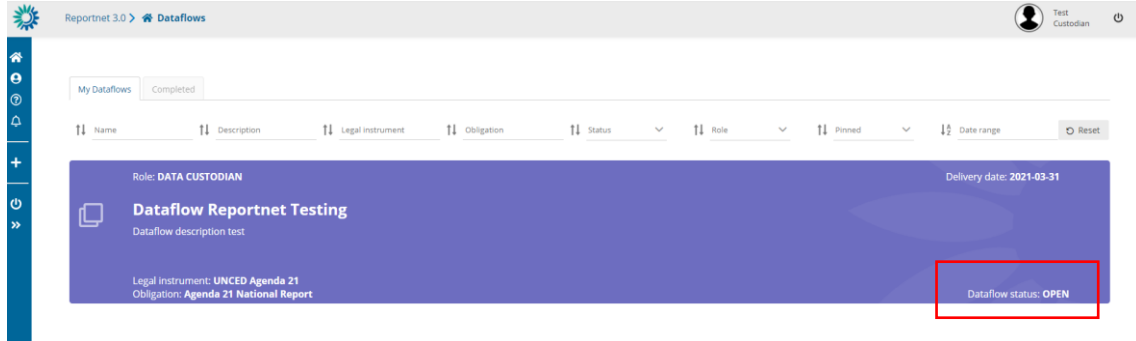 Reportnet 3.0 Dataflows
Test
Custodian
My Dataflows Completed
Name Description Legal instrument Obligation Status Role Pinned Date range Reset
Role: DATA CUSTODIAN Delivery date: 2021-03-31
Dataflow Reportnet Testing
Dataflow description test
Legal instrument: UNCED Agenda 21
Obligation: Agenda 21 National Report Dataflow status: OPEN